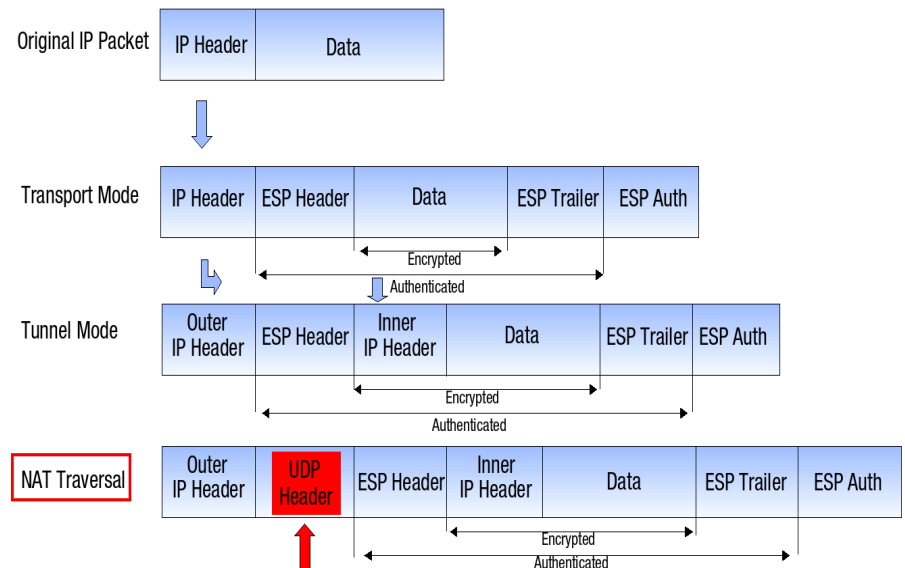 Original IP Packet
IP Header
Data
Transport Mode
IP Header
ESP Header
Data
ESP Trailer
ESP Auth
Encrypted
Authenticated
Tunnel Mode
Outer
IP Header
ESP Header
Inner
IP Header
Data
ESP Trailer
ESP Auth
Encrypted
Authenticated
NAT Traversal
Outer
IP Header
UDP
Header
ESP Header
Inner
IP Header
Data
ESP Trailer
ESP Auth
Encrypted
Authenticated